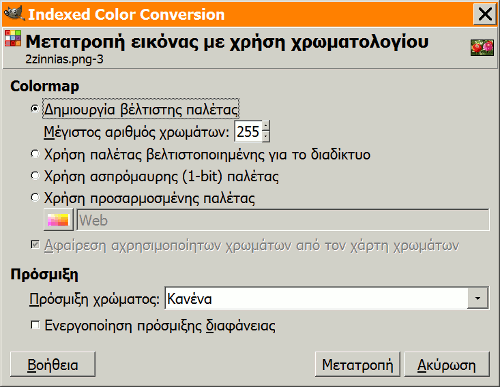 Indexed Color Conversion
Μετατροπή εικόνας με χρήση χρωματολογίου
2zinnias.png-3
Colormap
Δημιουργία βέλτιστης παλέτας
Μέγιστος αριθμός χρωμάτων: 255
Χρήση παλέτας βελτιστοποιημένης για το διαδίκτυο
Χρήση ασπρόμαυρης (1-bit) παλέτας
Χρήση προσαρμοσμένης παλέτας
Web
Αφαίρεση αχρησιμοποίητων χρωμάτων από τον χάρτη χρωμάτων
Πρόσμιξη
Πρόσμιξη χρώματος: Κανένα
Ενεργοποίηση πρόσμιξης διαφάνειας
Βοήθεια Μετατροπή Ακύρωση